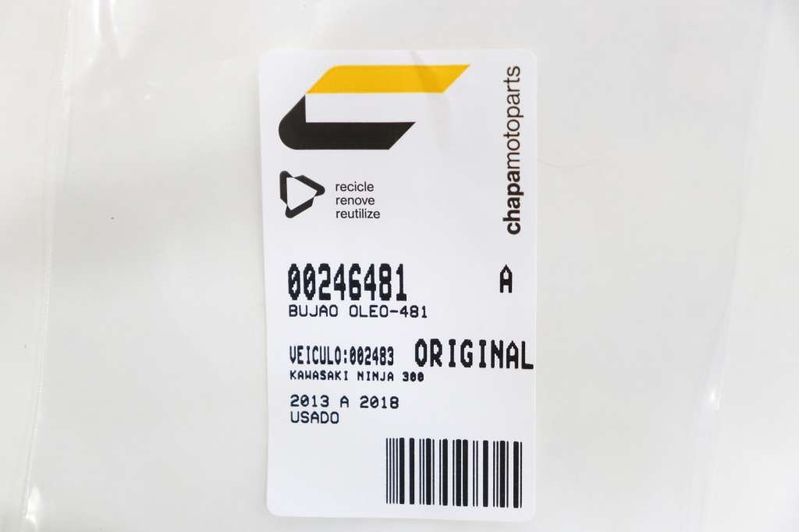 chapamotoparts
recicle
renove
reutilize
00246481 A
BUJAO OLEO-481
VEICULO:002483 ORIGINAL
KAWASAKI NINJA 300
2013 A 2018
USADO